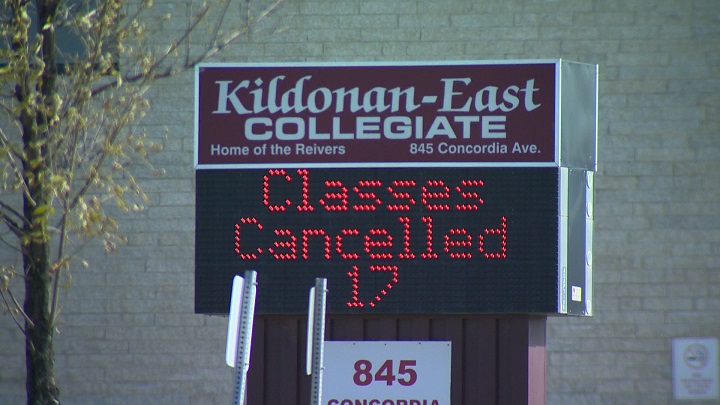 Kildonan-East
COLLEGIATE
Home of the Reivers 845 Concordia Ave.
Classes
Cancelled
17
845
CONCORDIA